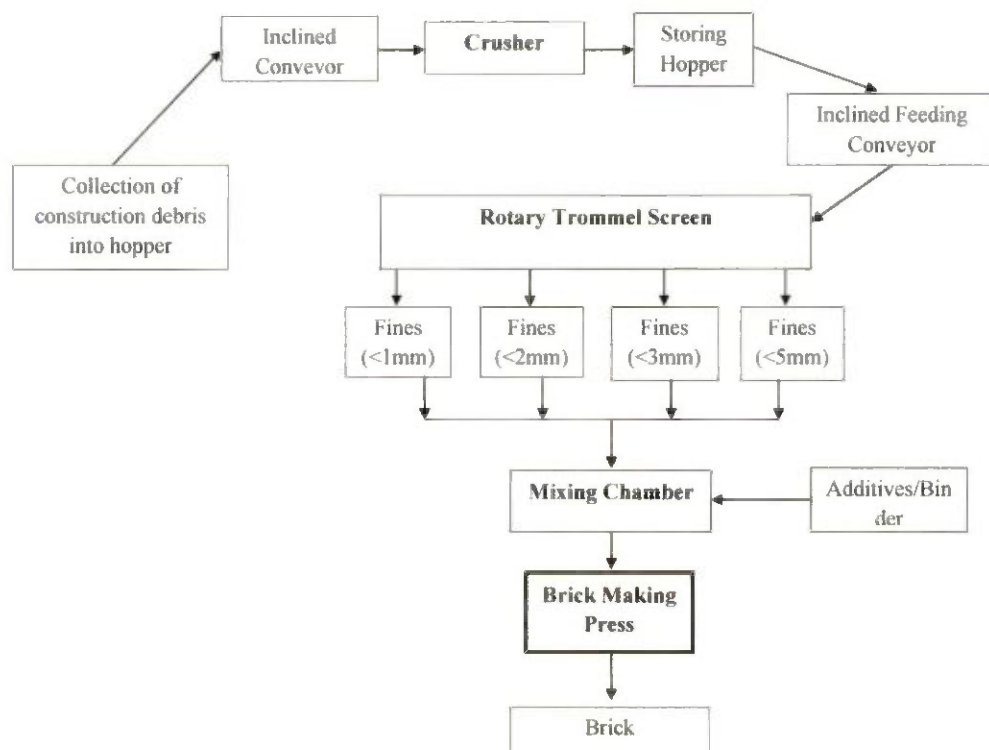 Inclined
Conveyor
Crusher
Storing
Hopper
Inclined Feeding
Conveyor
Collection of
construction debris
into hopper
Rotary Trommel Screen
Fines
(<1mm)
Fines
(<2mm)
Fines
(<3mm)
Fines
(<5mm)
Mixing Chamber
Additives/Bin
der
Brick Making
Press
Brick